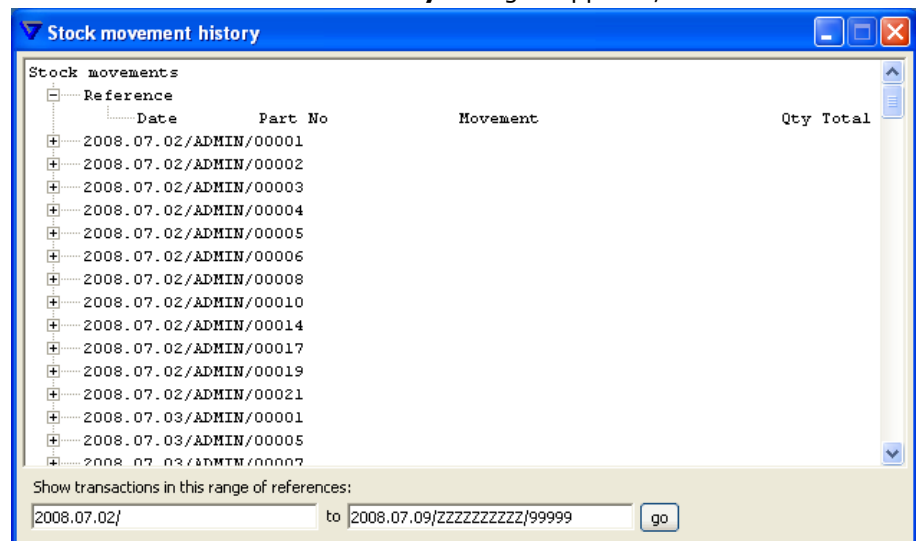 Stock movement history
Stock movements
Reference
Date Part No Movement Qty Total
2008.07.02/ADMIN/00001
2008.07.02/ADMIN/00002
2008.07.02/ADMIN/00003
2008.07.02/ADMIN/00004
2008.07.02/ADMIN/00005
2008.07.02/ADMIN/00006
2008.07.02/ADMIN/00008
2008.07.02/ADMIN/00010
2008.07.02/ADMIN/00014
2008.07.02/ADMIN/00017
2008.07.02/ADMIN/00019
2008.07.02/ADMIN/00021
2008.07.03/ADMIN/00001
2008.07.03/ADMIN/00005
2008.07.03/ADMIN/00007
Show transactions in this range of references:
2008.07.02/ to 2008.07.09/ZZZZZZZZZZ/99999 go